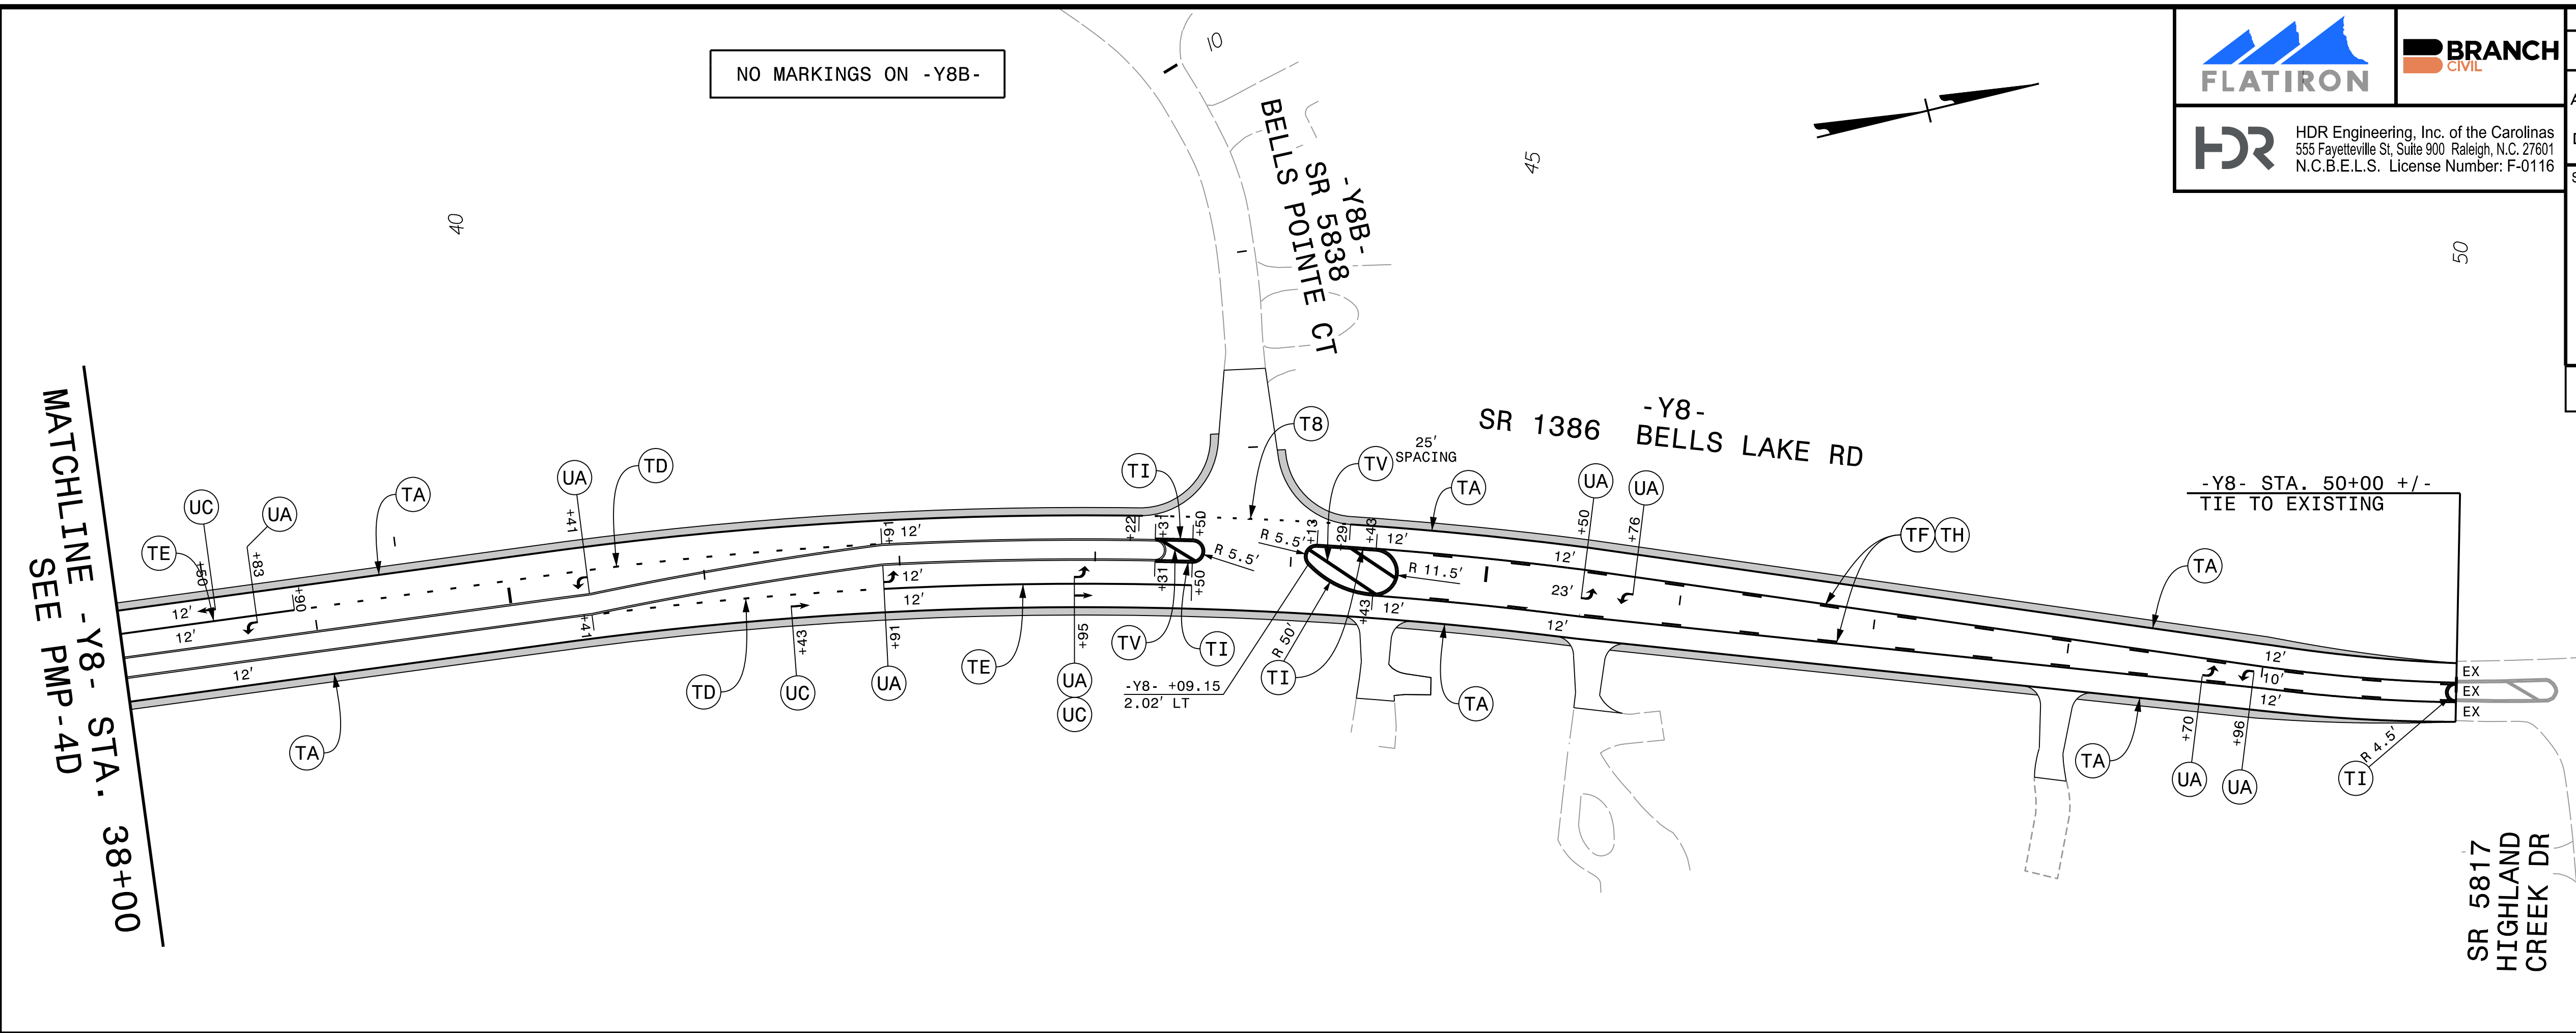 NO MARKINGS ON -Y8B-
10
40
45
50
FLATIRON
BRANCH
CIVIL
HDR
HDR Engineering, Inc. of the Carolinas
555 Fayetteville St, Suite 900 Raleigh, N.C. 27601
N.C.B.E.L.S. License Number: F-0116
-Y8B-
SR 5838
BELLS POINTE CT
-Y8-
SR 1386 BELLS LAKE RD
-Y8- STA. 50+00 +/-
TIE TO EXISTING
MATCHLINE -Y8- STA. 38+00
SEE PMP-4D
TE
UC
UA
TA
UA
TD
TI
T8
TV
25'
SPACING
TA
UA
UA
TF
TH
TA
+50
+83
+90
+41
+91
12'
+22
+31
+50
R 5.5'
R 5.5'
+13
+29
+43
12'
R 11.5'
12'
+50
+76
23'
12'
12'
12'
+41
12'
12'
+43
+91
+95
+31
+50
R 50'
+43
12'
12'
12'
10'
12'
EX
EX
EX
+70
+96
R 4.5'
TA
TD
UC
UA
TE
UA
UC
TV
TI
-Y8- +09.15
2.02' LT
TI
TA
TA
UA
UA
TI
SR 5817
HIGHLAND
CREEK DR